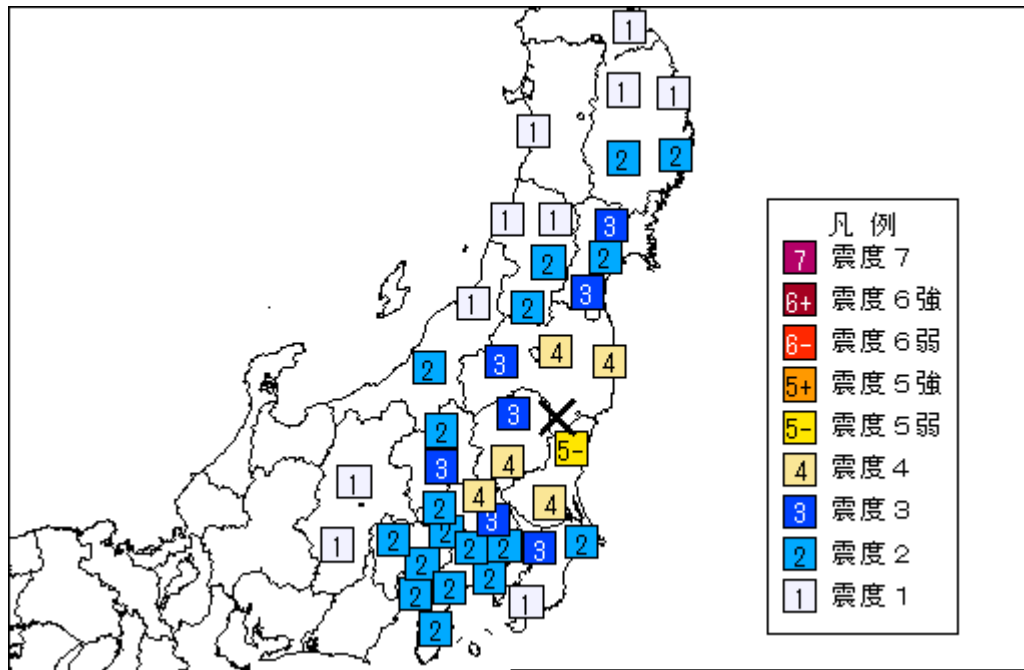 1
1 1
1
2 2
1 1 3
2 2
1 2 3
2 3 4 4
2 3 5-
3 4
1 4 4
2 3
1 2 2 2 2 3 2
2 2
2 2 1
2
凡例
7 震度7
6+ 震度6強
6- 震度6弱
5+ 震度5強
5- 震度5弱
4 震度4
3 震度3
2 震度2
1 震度1